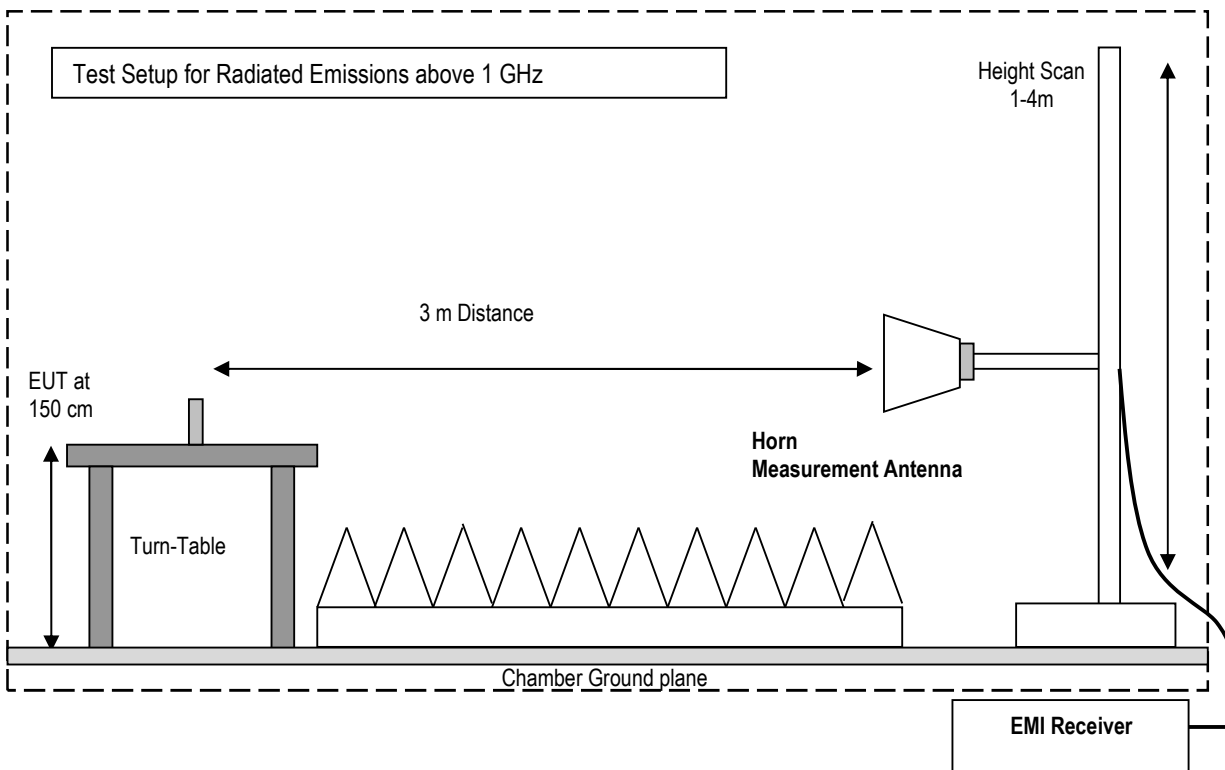 Test Setup for Radiated Emissions above 1 GHz
Height Scan
1-4m
3 m Distance
EUT at
150 cm
Horn
Measurement Antenna
Turn-Table
Chamber Ground plane
EMI Receiver